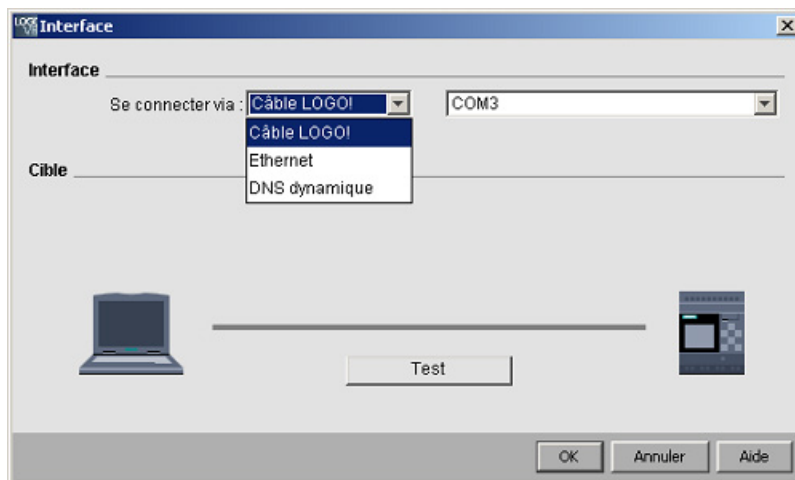 Interface
Interface
Se connecter via : Câble LOGO! COM3
Câble LOGO!
Ethernet
DNS dynamique
Cible
Test
OK Annuler Aide